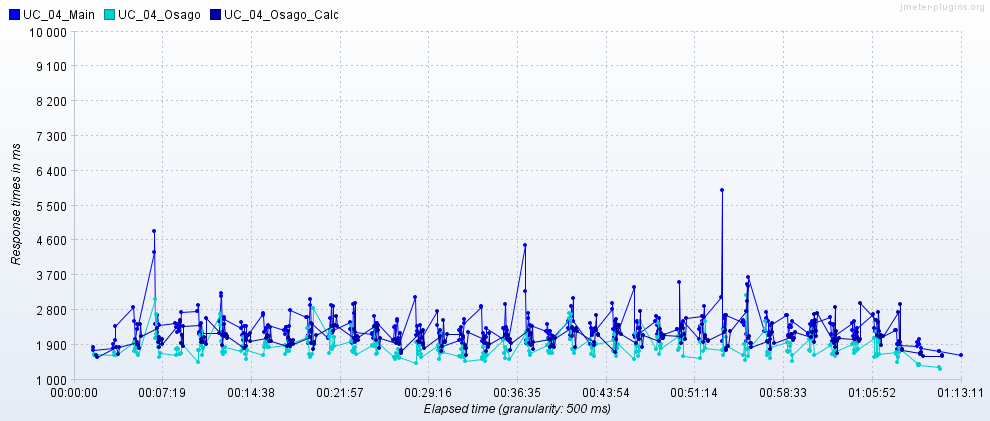 UC_04_Main UC_04_Osago UC_04_Osago_Calc
jmeter-plugins.org
10 000
9 100
8 200
7 300
6 400
5 500
4 600
3 700
2 800
1 900
1 000
Response times in ms
00:00:00 00:07:19 00:14:38 00:21:57 00:29:16 00:36:35 00:43:54 00:51:14 00:58:33 01:05:52 01:13:11
Elapsed time (granularity: 500 ms)